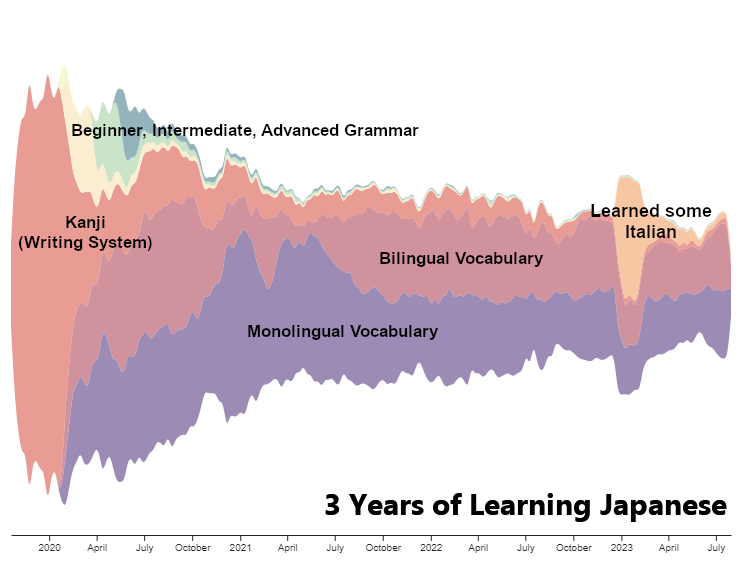 Beginner, Intermediate, Advanced Grammar
Learned some
Italian
Kanji
(Writing System)
Bilingual Vocabulary
Monolingual Vocabulary
3 Years of Learning Japanese
2020 April July October 2021 April July October 2022 April July October 2023 April July